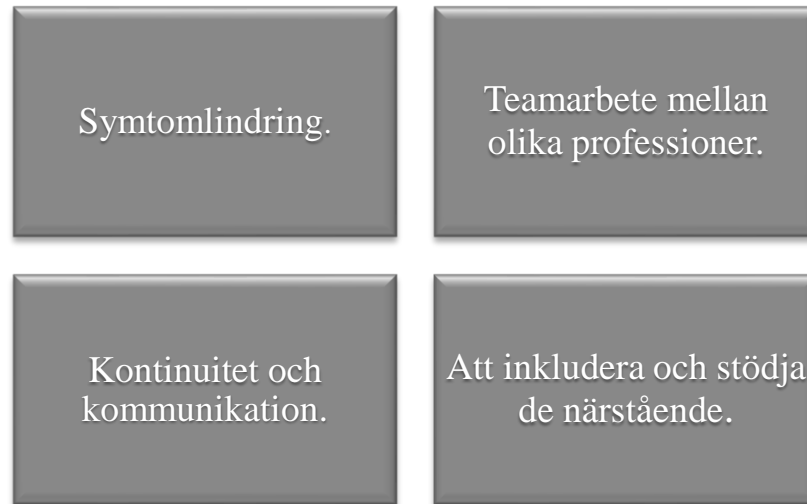 Symtomlindring.
Teamarbete mellan
olika professioner.
Kontinuitet och
kommunikation.
Att inkludera och stödja
de närstående.